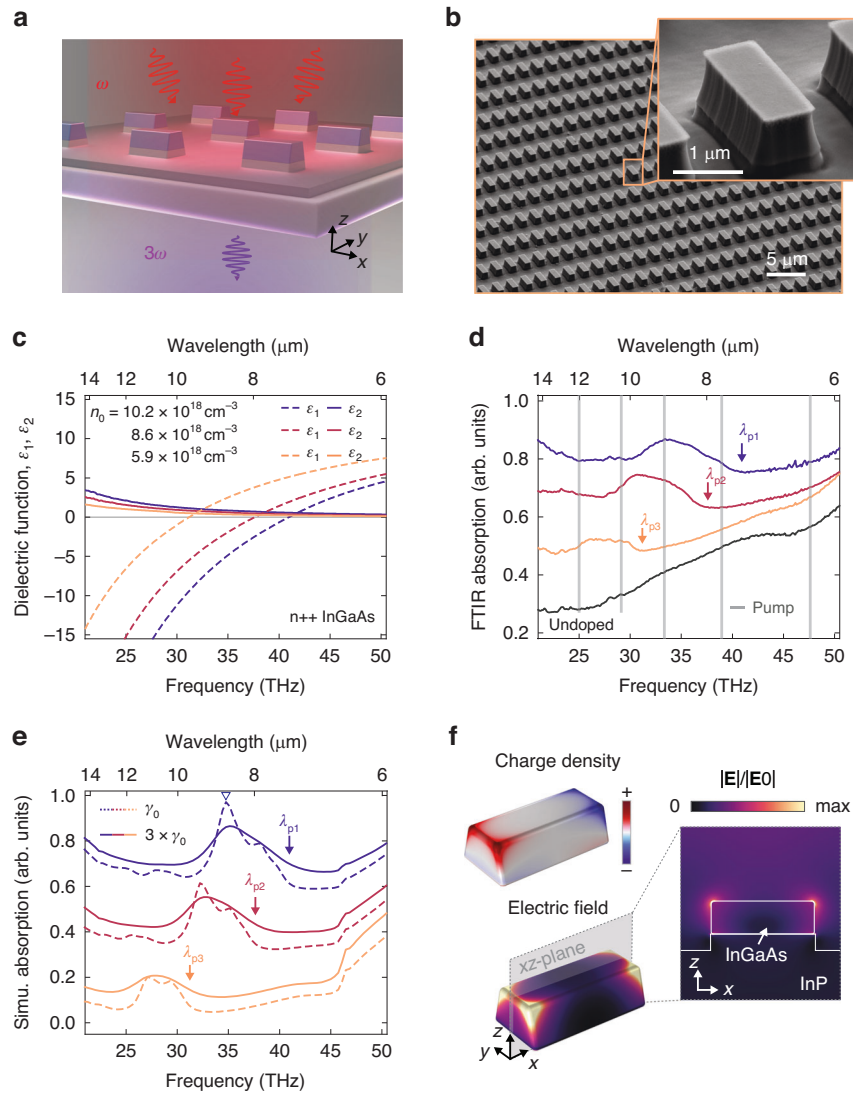 a
ω
3ω
z
y
x
b
1 μm
5 μm
c
Wavelength (μm)
14 12 10 8 6
n₀ = 10.2 × 10¹⁸ cm⁻³
8.6 × 10¹⁸ cm⁻³
5.9 × 10¹⁸ cm⁻³
ε₁ ε₂
ε₁ ε₂
ε₁ ε₂
Dielectric function, ε₁, ε₂
15
10
5
0
−5
−10
−15
n++ InGaAs
25 30 35 40 45 50
Frequency (THz)
d
Wavelength (μm)
14 12 10 8 6
FTIR absorption (arb. units)
1.0
0.8
0.6
0.4
0.2
λp1
λp2
λp3
Undoped
Pump
25 30 35 40 45 50
Frequency (THz)
e
Wavelength (μm)
14 12 10 8 6
Simu. absorption (arb. units)
1.0
0.8
0.6
0.4
0.2
0.0
γ₀
3 × γ₀
λp1
λp2
λp3
25 30 35 40 45 50
Frequency (THz)
f
Charge density
+
−
|E|/|E0|
0 max
Electric field
xz-plane
z
y
x
InGaAs
z
x
InP